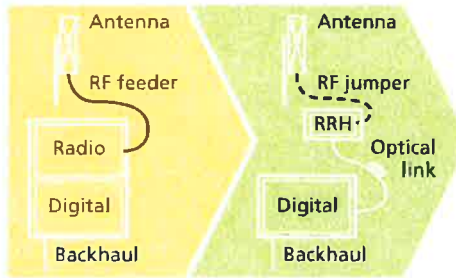 Antenna
RF feeder
Radio
Digital
Backhaul
Antenna
RF jumper
RRH
Optical
link
Digital
Backhaul